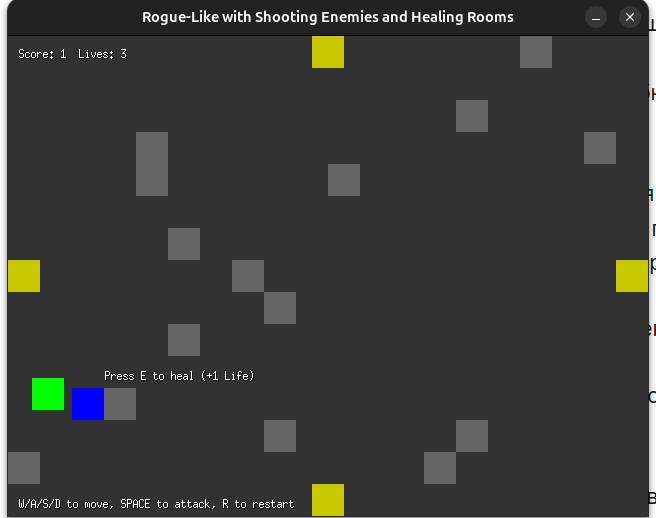 Rogue-Like with Shooting Enemies and Healing Rooms
Score: 1 Lives: 3
Press E to heal (+1 Life)
W/A/S/D to move, SPACE to attack, R to restart